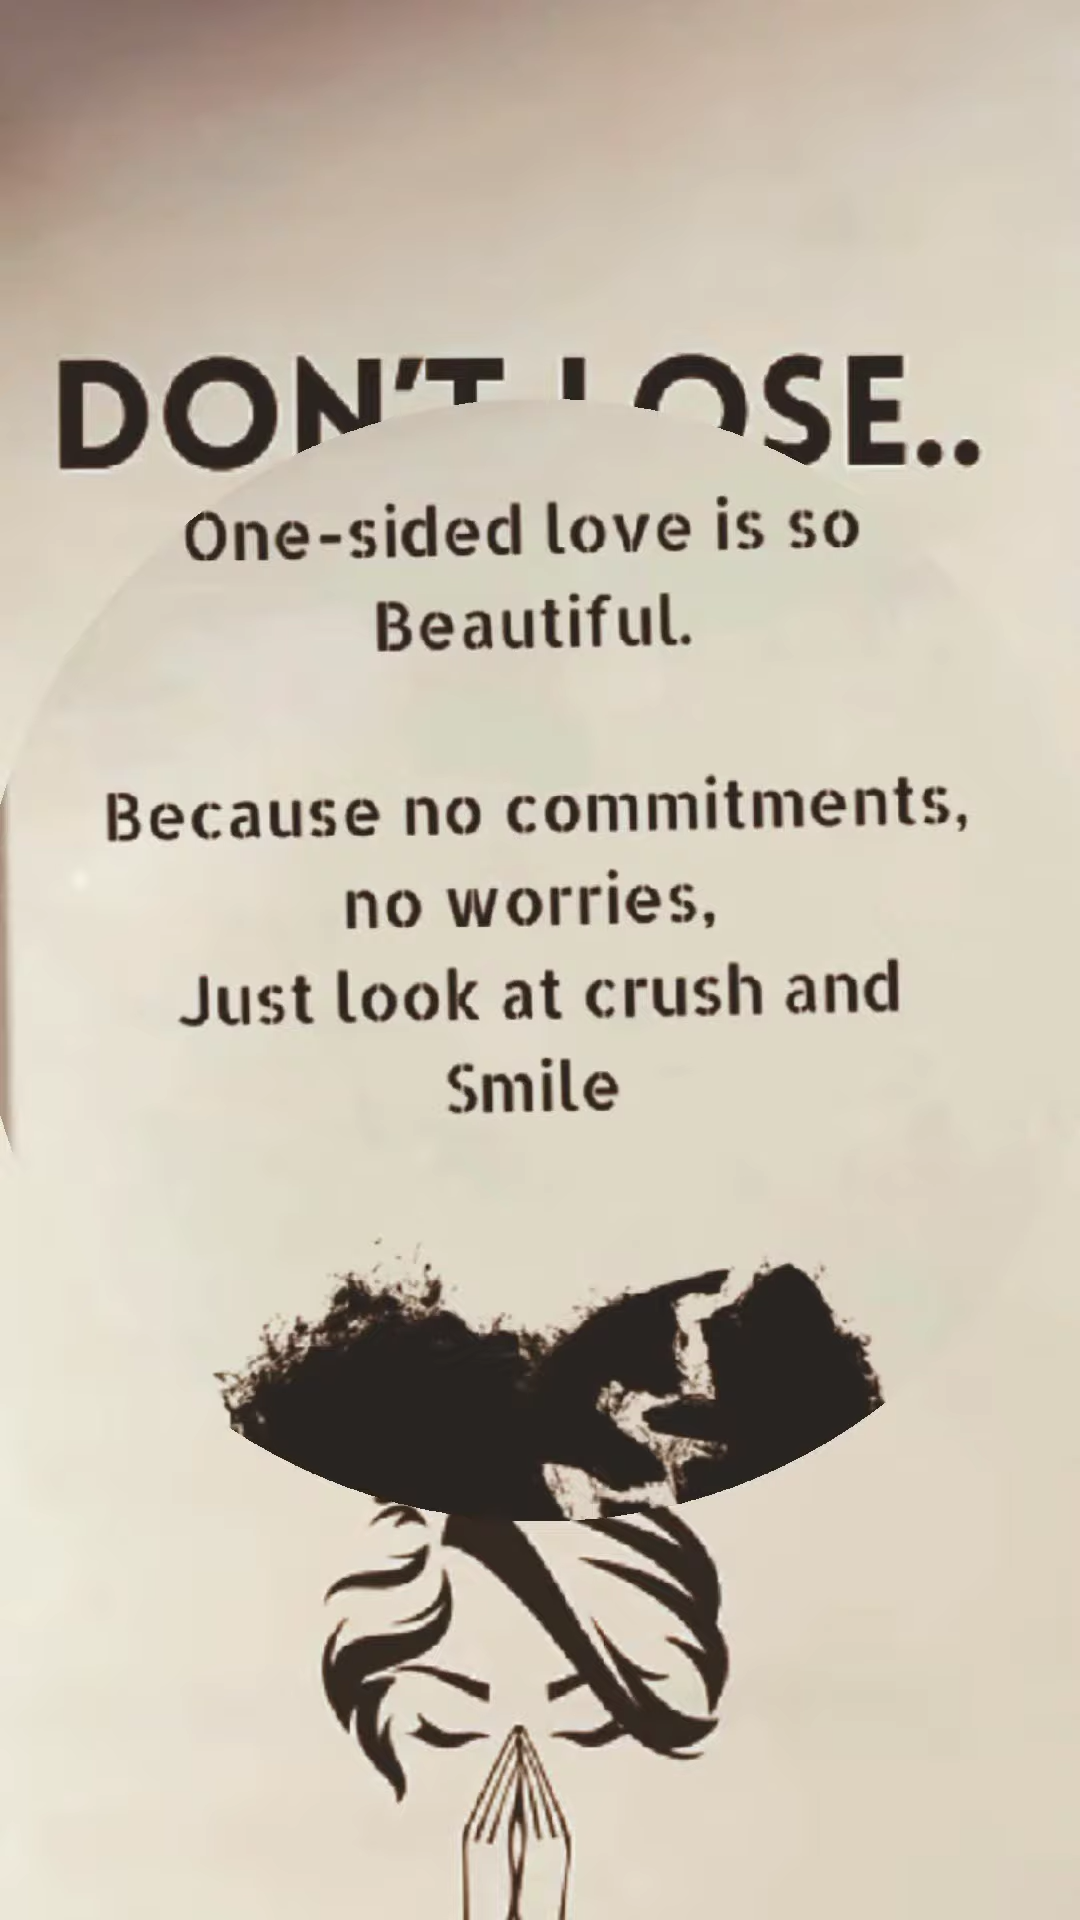 DON'T LOSE..
One-sided love is so
Beautiful.
Because no commitments,
no worries,
Just look at crush and
Smile